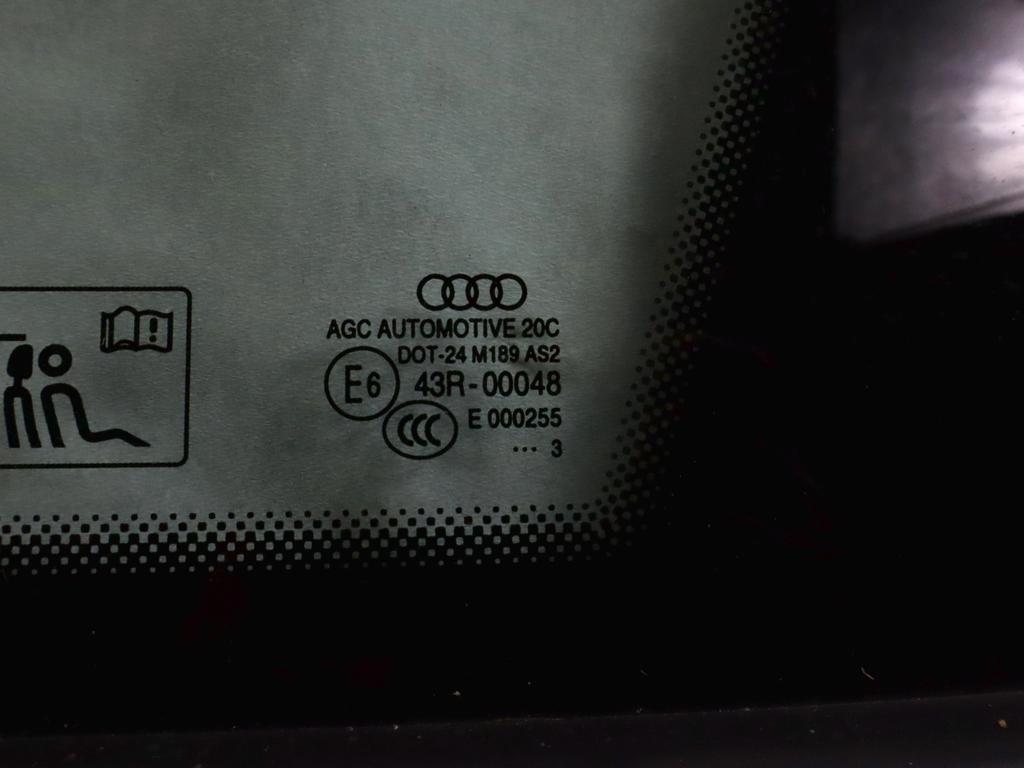 AGC AUTOMOTIVE 20C
DOT-24 M189 AS2
E6 43R-00048
CCC E 000255
... 3